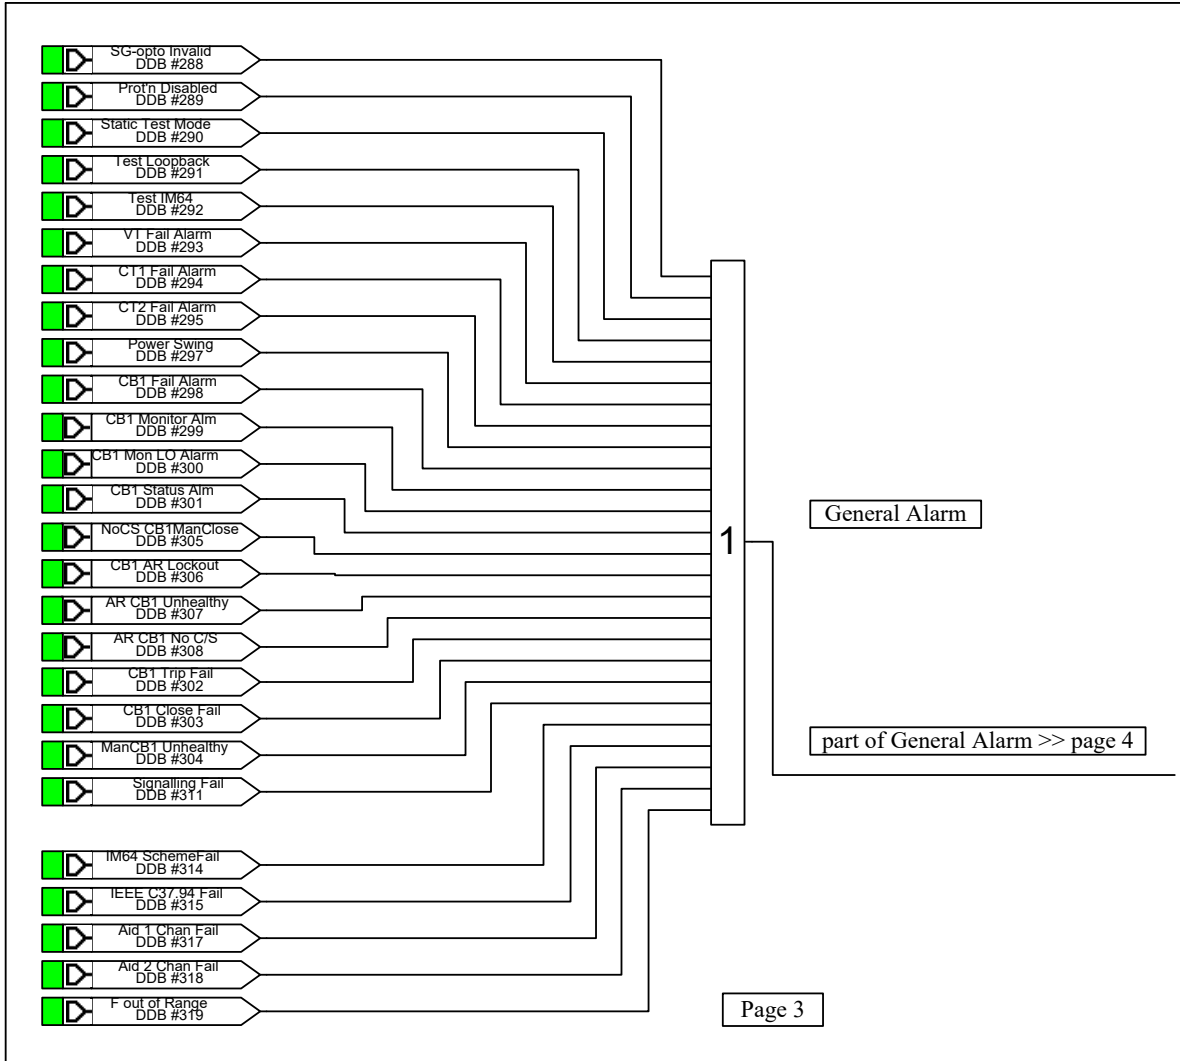 SG-opto Invalid
DDB #288
Prot'n Disabled
DDB #289
Static Test Mode
DDB #290
Test Loopback
DDB #291
Test IM64
DDB #292
VT Fail Alarm
DDB #293
CT1 Fail Alarm
DDB #294
CT2 Fail Alarm
DDB #295
Power Swing
DDB #297
CB1 Fail Alarm
DDB #298
CB1 Monitor Alm
DDB #299
CB1 Mon LO Alarm
DDB #300
CB1 Status Alm
DDB #301
NoCS CB1ManClose
DDB #305
CB1 AR Lockout
DDB #306
AR CB1 Unhealthy
DDB #307
AR CB1 No C/S
DDB #308
CB1 Trip Fail
DDB #302
CB1 Close Fail
DDB #303
ManCB1 Unhealthy
DDB #304
Signalling Fail
DDB #311
IM64 SchemeFail
DDB #314
IEEE C37.94 Fail
DDB #315
Aid 1 Chan Fail
DDB #317
Aid 2 Chan Fail
DDB #318
F out of Range
DDB #319
1
General Alarm
part of General Alarm >> page 4
Page 3